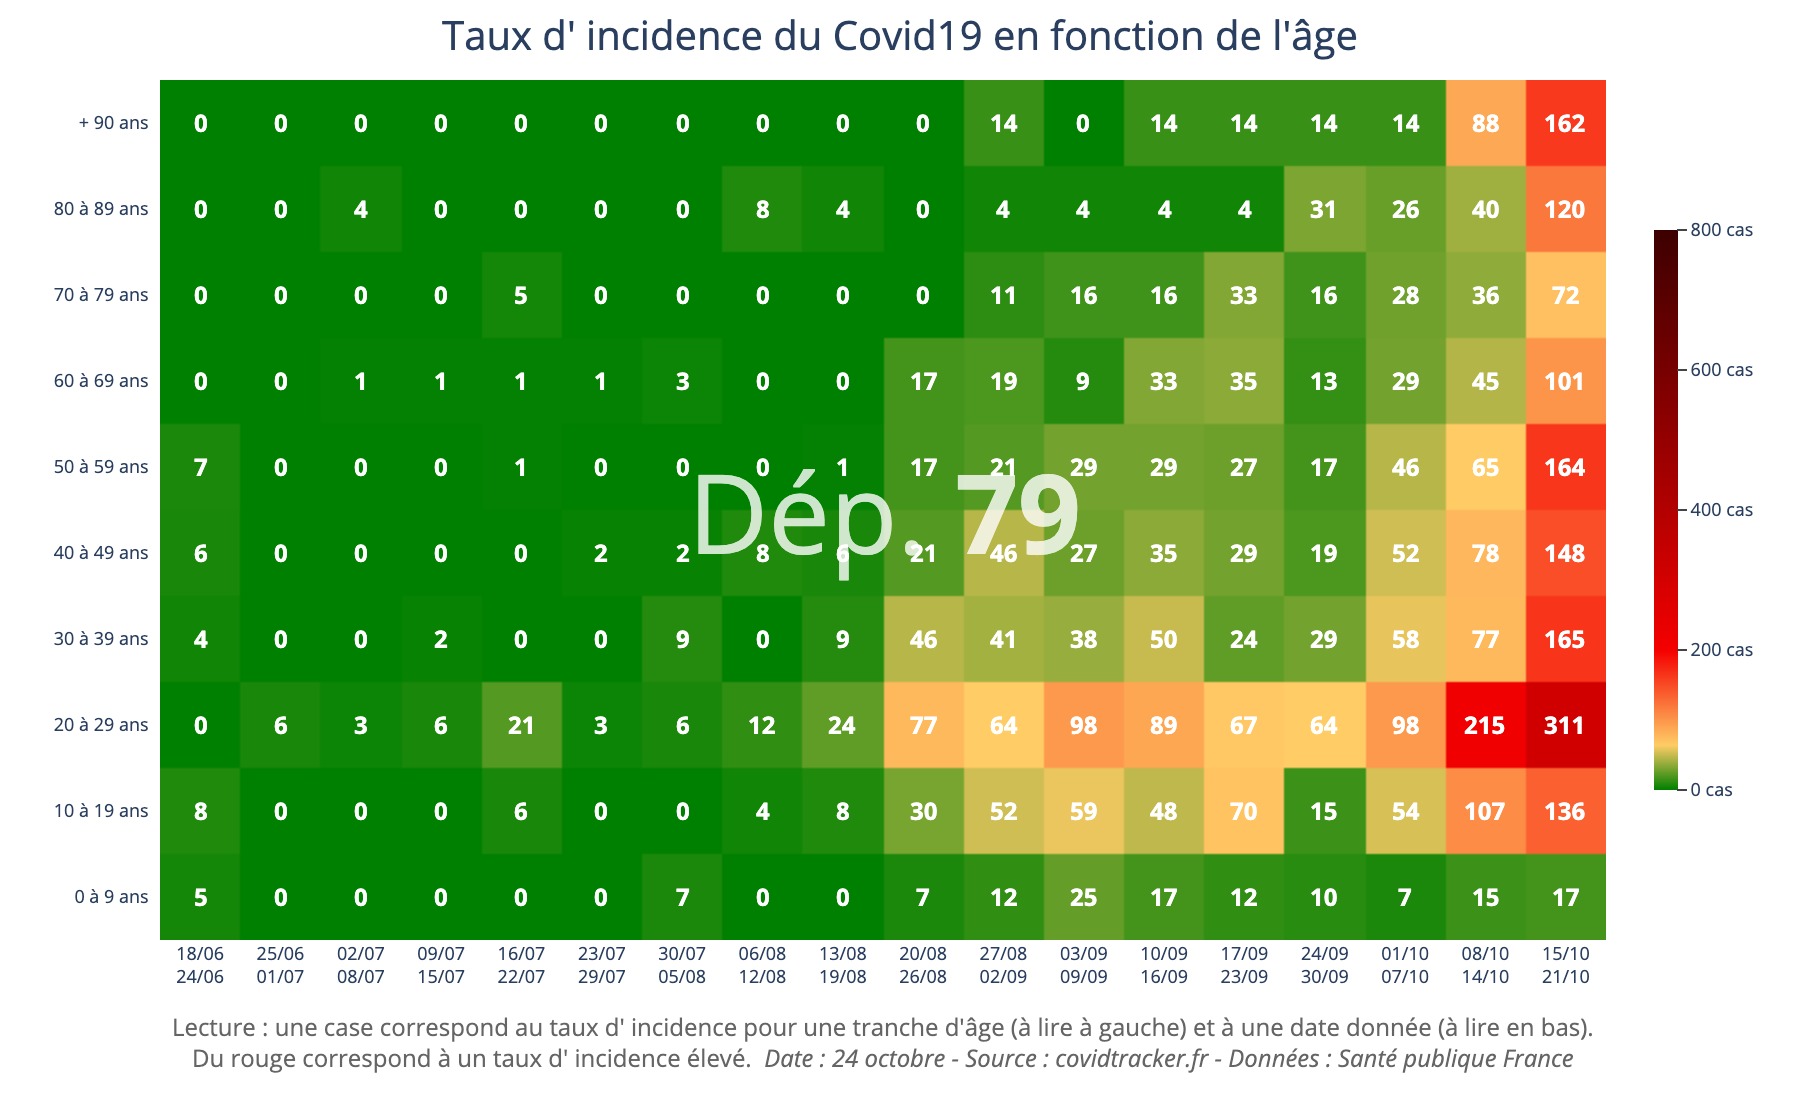 Taux d' incidence du Covid19 en fonction de l'âge
+ 90 ans 0 0 0 0 0 0 0 0 0 0 14 0 14 14 14 14 88 162
80 à 89 ans 0 0 4 0 0 0 0 8 4 0 4 4 4 4 31 26 40 120
70 à 79 ans 0 0 0 0 5 0 0 0 0 0 11 16 16 33 16 28 36 72
60 à 69 ans 0 0 1 1 1 1 3 0 0 17 19 9 33 35 13 29 45 101
50 à 59 ans 7 0 0 0 1 0 0 0 1 17 21 29 29 27 17 46 65 164
Dép. 79
40 à 49 ans 6 0 0 0 0 2 2 8 6 21 46 27 35 29 19 52 78 148
30 à 39 ans 4 0 0 2 0 0 9 0 9 46 41 38 50 24 29 58 77 165
20 à 29 ans 0 6 3 6 21 3 6 12 24 77 64 98 89 67 64 98 215 311
10 à 19 ans 8 0 0 0 6 0 0 4 8 30 52 59 48 70 15 54 107 136
0 à 9 ans 5 0 0 0 0 0 7 0 0 7 12 25 17 12 10 7 15 17
18/06 25/06 02/07 09/07 16/07 23/07 30/07 06/08 13/08 20/08 27/08 03/09 10/09 17/09 24/09 01/10 08/10 15/10
24/06 01/07 08/07 15/07 22/07 29/07 05/08 12/08 19/08 26/08 02/09 09/09 16/09 23/09 30/09 07/10 14/10 21/10
800 cas
600 cas
400 cas
200 cas
0 cas
Lecture : une case correspond au taux d' incidence pour une tranche d'âge (à lire à gauche) et à une date donnée (à lire en bas).
Du rouge correspond à un taux d' incidence élevé. Date : 24 octobre - Source : covidtracker.fr - Données : Santé publique France